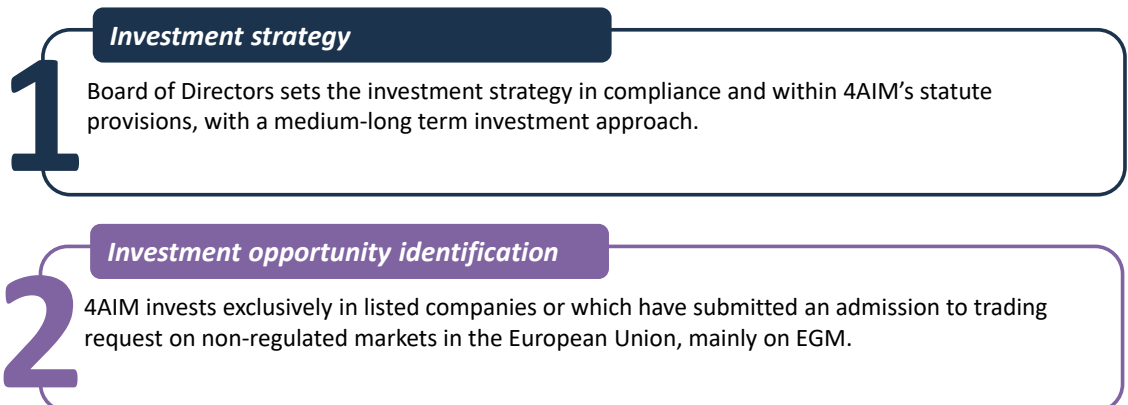 Investment strategy
1
Board of Directors sets the investment strategy in compliance and within 4AIM’s statute
provisions, with a medium-long term investment approach.
Investment opportunity identification
2
4AIM invests exclusively in listed companies or which have submitted an admission to trading
request on non-regulated markets in the European Union, mainly on EGM.